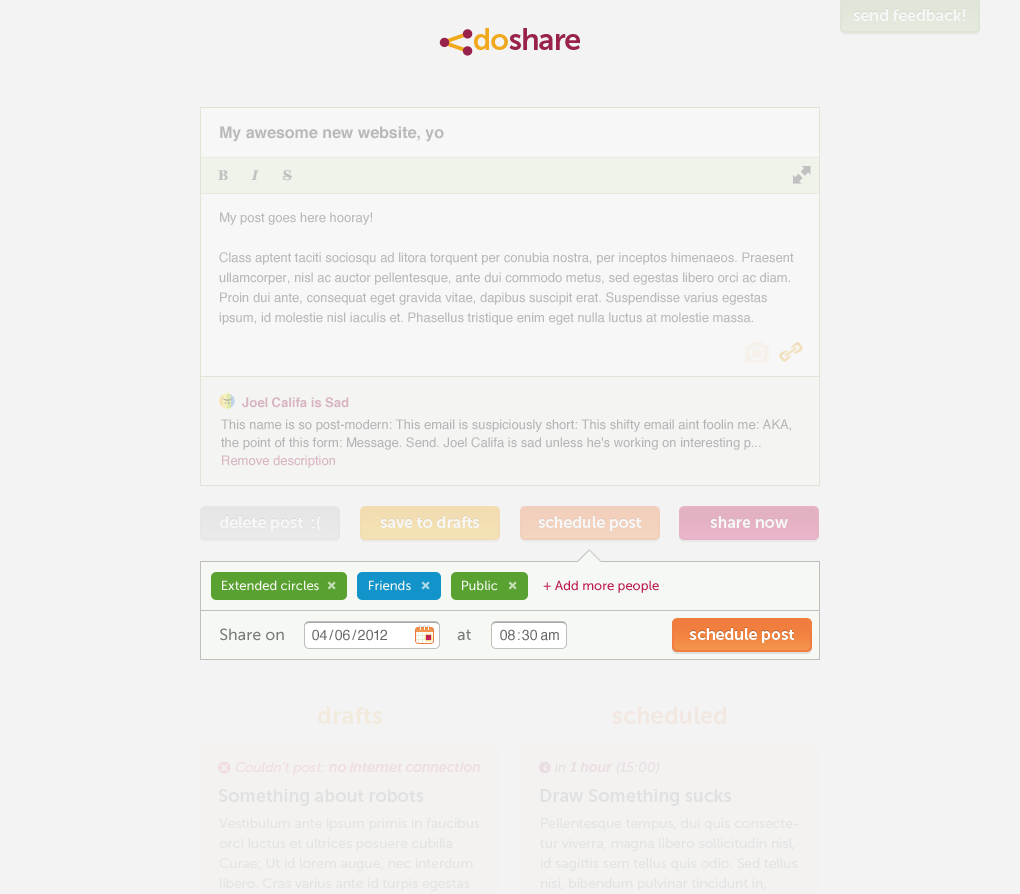 send feedback!
doshare
My awesome new website, yo
B I S
My post goes here hooray!
Class aptent taciti sociosqu ad litora torquent per conubia nostra, per inceptos himenaeos. Praesent
ullamcorper, nisl ac auctor pellentesque, ante dui commodo metus, sed egestas libero orci ac diam.
Proin dui ante, consequat eget gravida vitae, dapibus suscipit erat. Suspendisse varius egestas
ipsum, id molestie nisl iaculis et. Phasellus tristique enim eget nulla luctus at molestie massa.
Joel Califa is Sad
This name is so post-modern: This email is suspiciously short: This shifty email aint foolin me: AKA,
the point of this form: Message. Send. Joel Califa is sad unless he's working on interesting p...
Remove description
delete post :( save to drafts schedule post share now
Extended circles × Friends × Public × + Add more people
Share on 04/06/2012 at 08:30 am schedule post
drafts
Couldn't post: no internet connection
Something about robots
Vestibulum ante ipsum primis in faucibus
orci luctus et ultrices posuere cubilia
Curae; Ut id lorem augue, nec interdum
libero. Cras varius ante id turpis egestas
scheduled
in 1 hour (15:00)
Draw Something sucks
Pellentesque tempus, dui quis consecte-
tur viverra, magna libero sollicitudin nisl,
id sagittis sem tellus quis odio. Sed tellus
nisi, bibendum pulvinar tincidunt in,